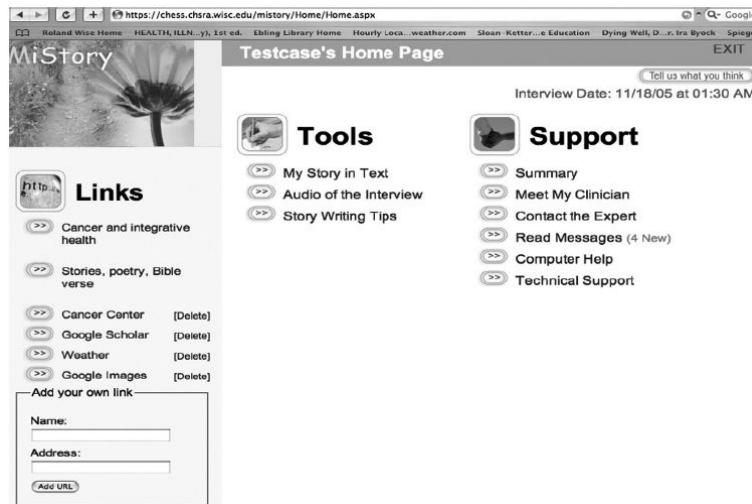 https://chess.chsra.wisc.edu/mistory/Home/Home.aspx
Google
Roland Wise Home HEALTH, ILLN...y), 1st ed. Ebling Library Home Hourly Loca...weather.com Sloan-Ketter...e Education Dying Well, D...r. Ira Byock Spiege
MiStory
Testcase's Home Page
EXIT
Tell us what you think
Interview Date: 11/18/05 at 01:30 AM
http..
Links
>> Cancer and integrative
health
>> Stories, poetry, Bible
verse
>> Cancer Center [Delete]
>> Google Scholar [Delete]
>> Weather [Delete]
>> Google Images [Delete]
Add your own link
Name:
Address:
Add URL
Tools
>> My Story in Text
>> Audio of the Interview
>> Story Writing Tips
Support
>> Summary
>> Meet My Clinician
>> Contact the Expert
>> Read Messages (4 New)
>> Computer Help
>> Technical Support